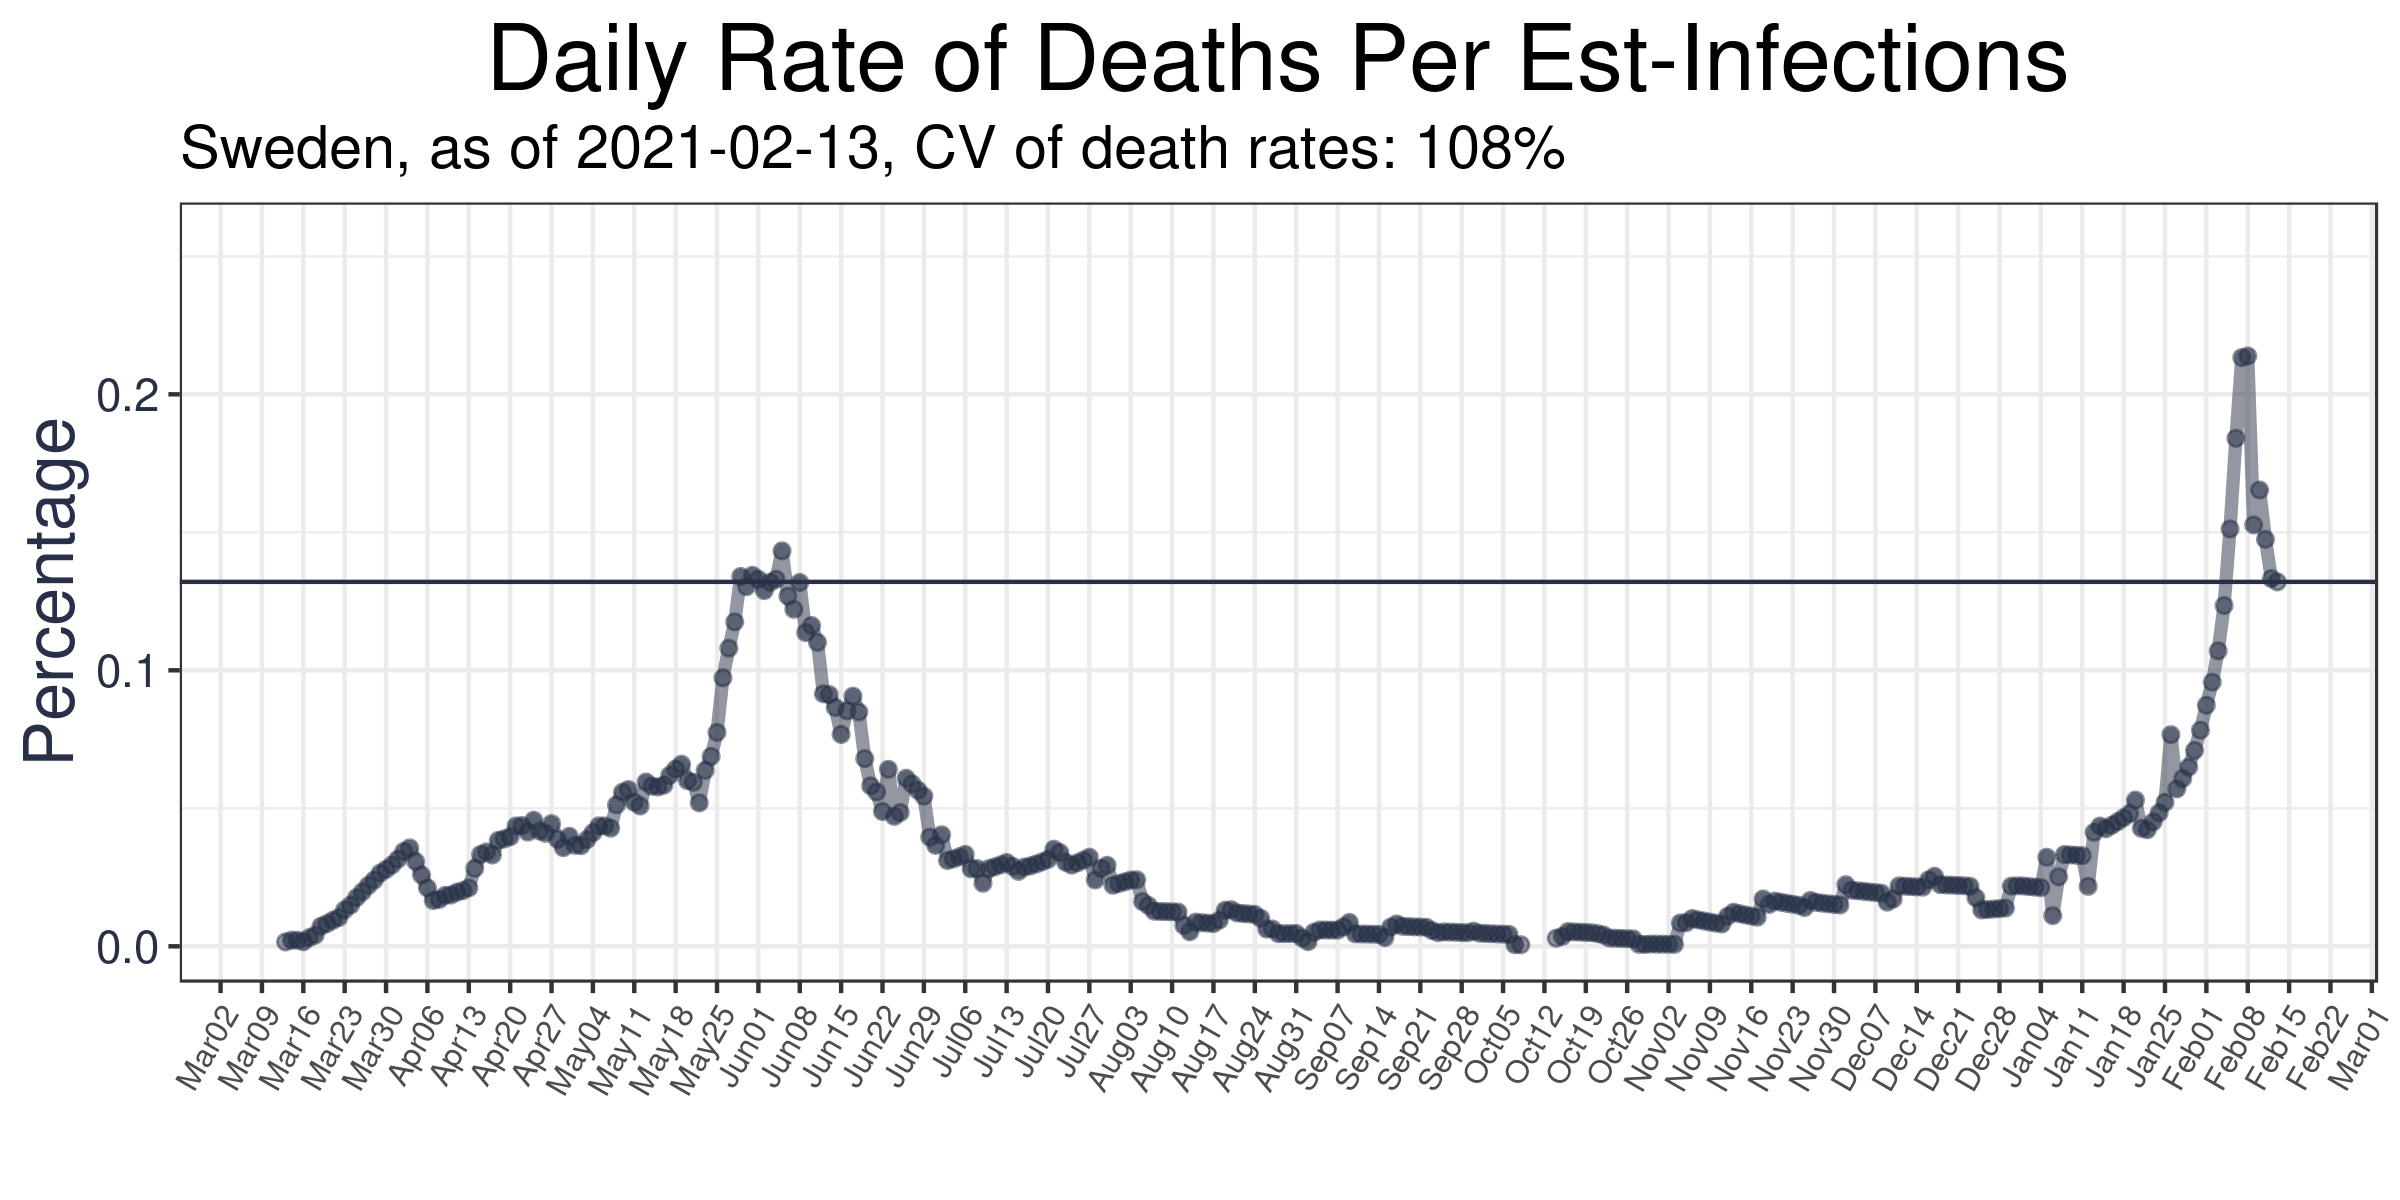 Daily Rate of Deaths Per Est-Infections
Sweden, as of 2021-02-13, CV of death rates: 108%
Percentage
0.2
0.1
0.0
Mar02 Mar09 Mar16 Mar23 Mar30 Apr06 Apr13 Apr20 Apr27 May04 May11 May18 May25 Jun01 Jun08 Jun15 Jun22 Jun29 Jul06 Jul13 Jul20 Jul27 Aug03 Aug10 Aug17 Aug24 Aug31 Sep07 Sep14 Sep21 Sep28 Oct05 Oct12 Oct19 Oct26 Nov02 Nov09 Nov16 Nov23 Nov30 Dec07 Dec14 Dec21 Dec28 Jan04 Jan11 Jan18 Jan25 Feb01 Feb08 Feb15 Feb22 Mar01